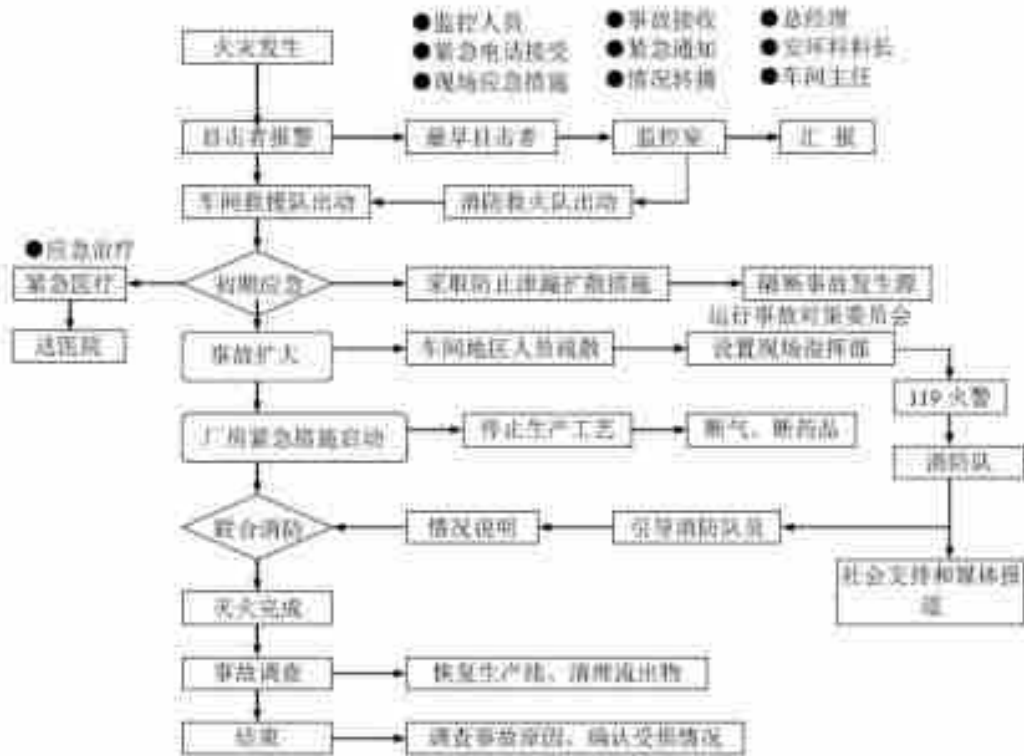 ●监控人员 ●事故接收 ●总经理
火灾发生 ●紧急电话接受 ●紧急通知 ●安环科科长
●现场应急措施 ●情况转播 ●车间主任
目击者报警 最早目击者 监控室 汇 报
车间救援队出动 消防救火队出动
●应急治疗
紧急医疗 初期应急 采取防止泄漏扩散措施 隔断事故发生源
运行事故对策委员会
送医院 事故扩大 车间地区人员疏散 设置现场指挥部
119 火警
厂房紧急措施启动 停止生产工艺 断气、断药品
消防队
联合消防 情况说明 引导消防队员
社会支持和媒体报
道
灭火完成
事故调查 恢复生产线、清理流出物
结束 调查事故原因、确认受损情况